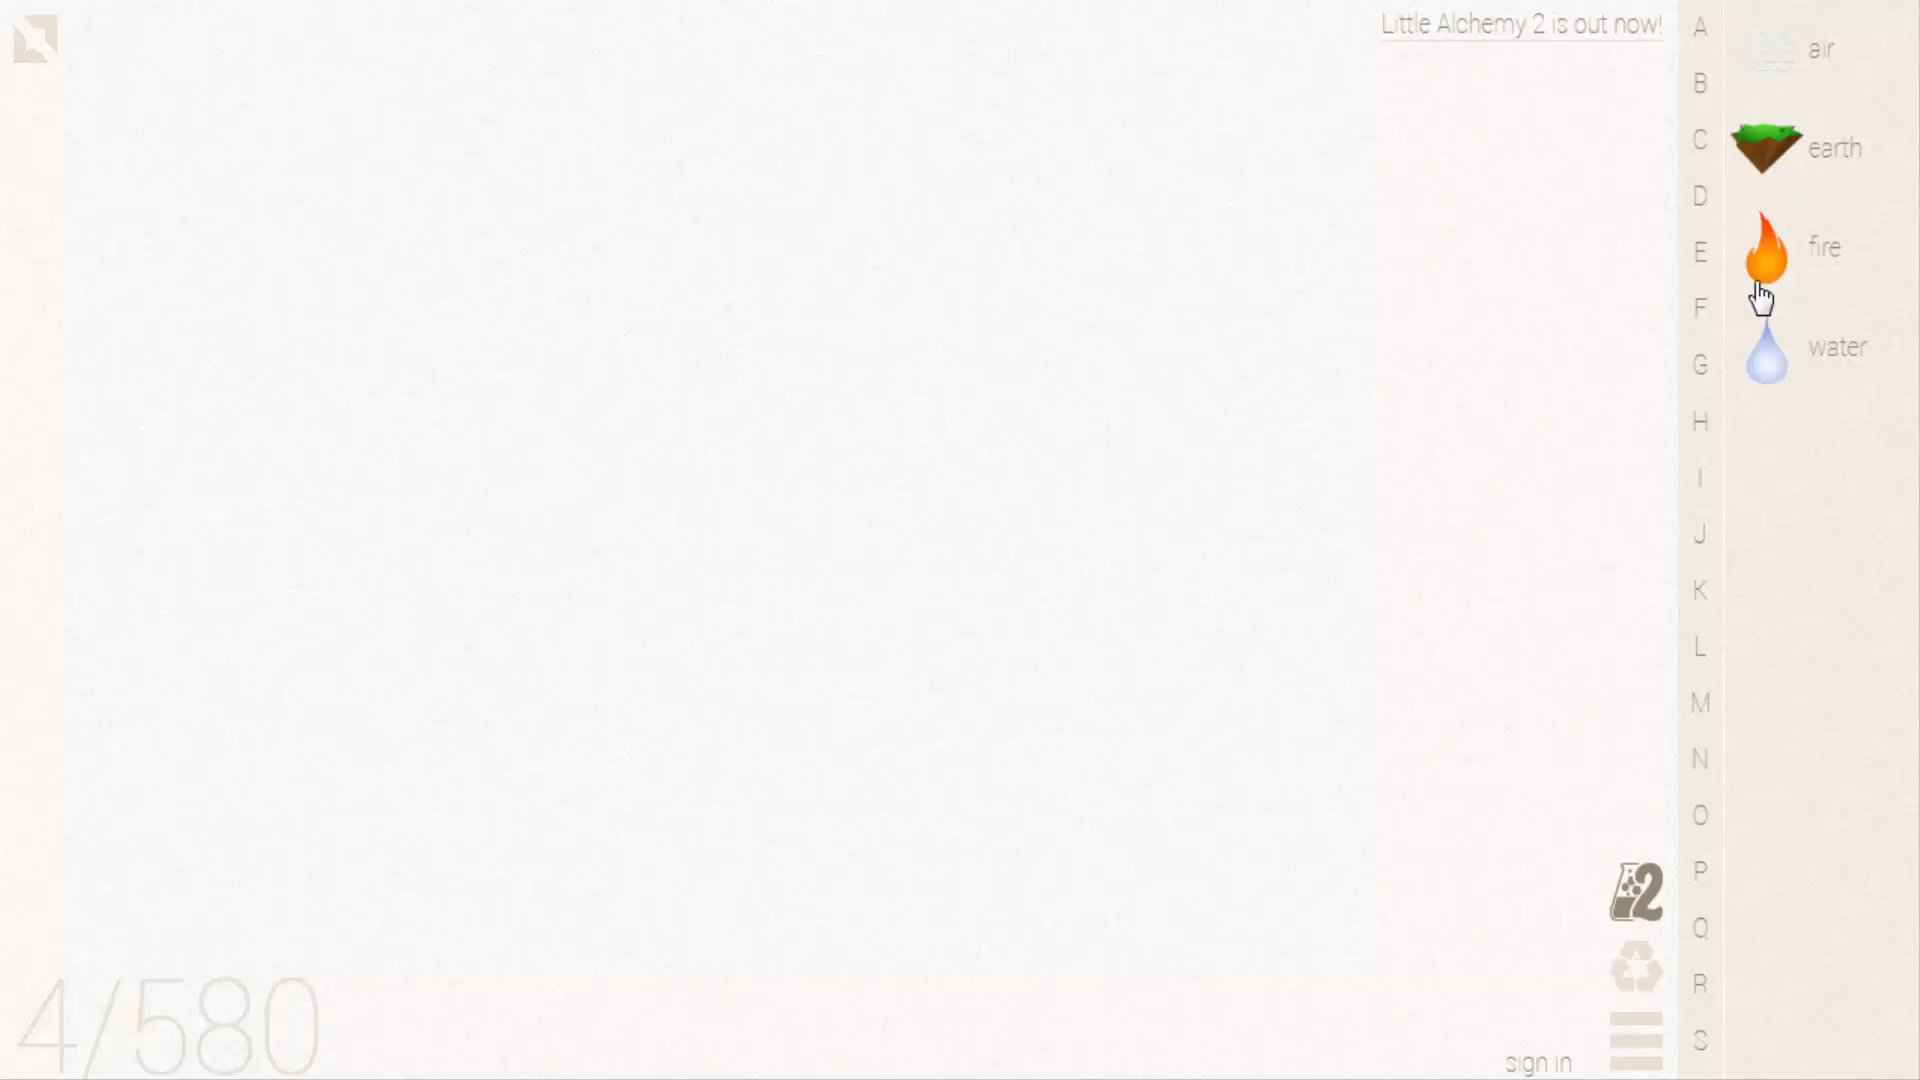 Little Alchemy 2 is out now!
A
B
C
D
E
F
G
H
I
J
K
L
M
N
O
P
Q
R
S
air
earth
fire
water
2
4/580
sign in